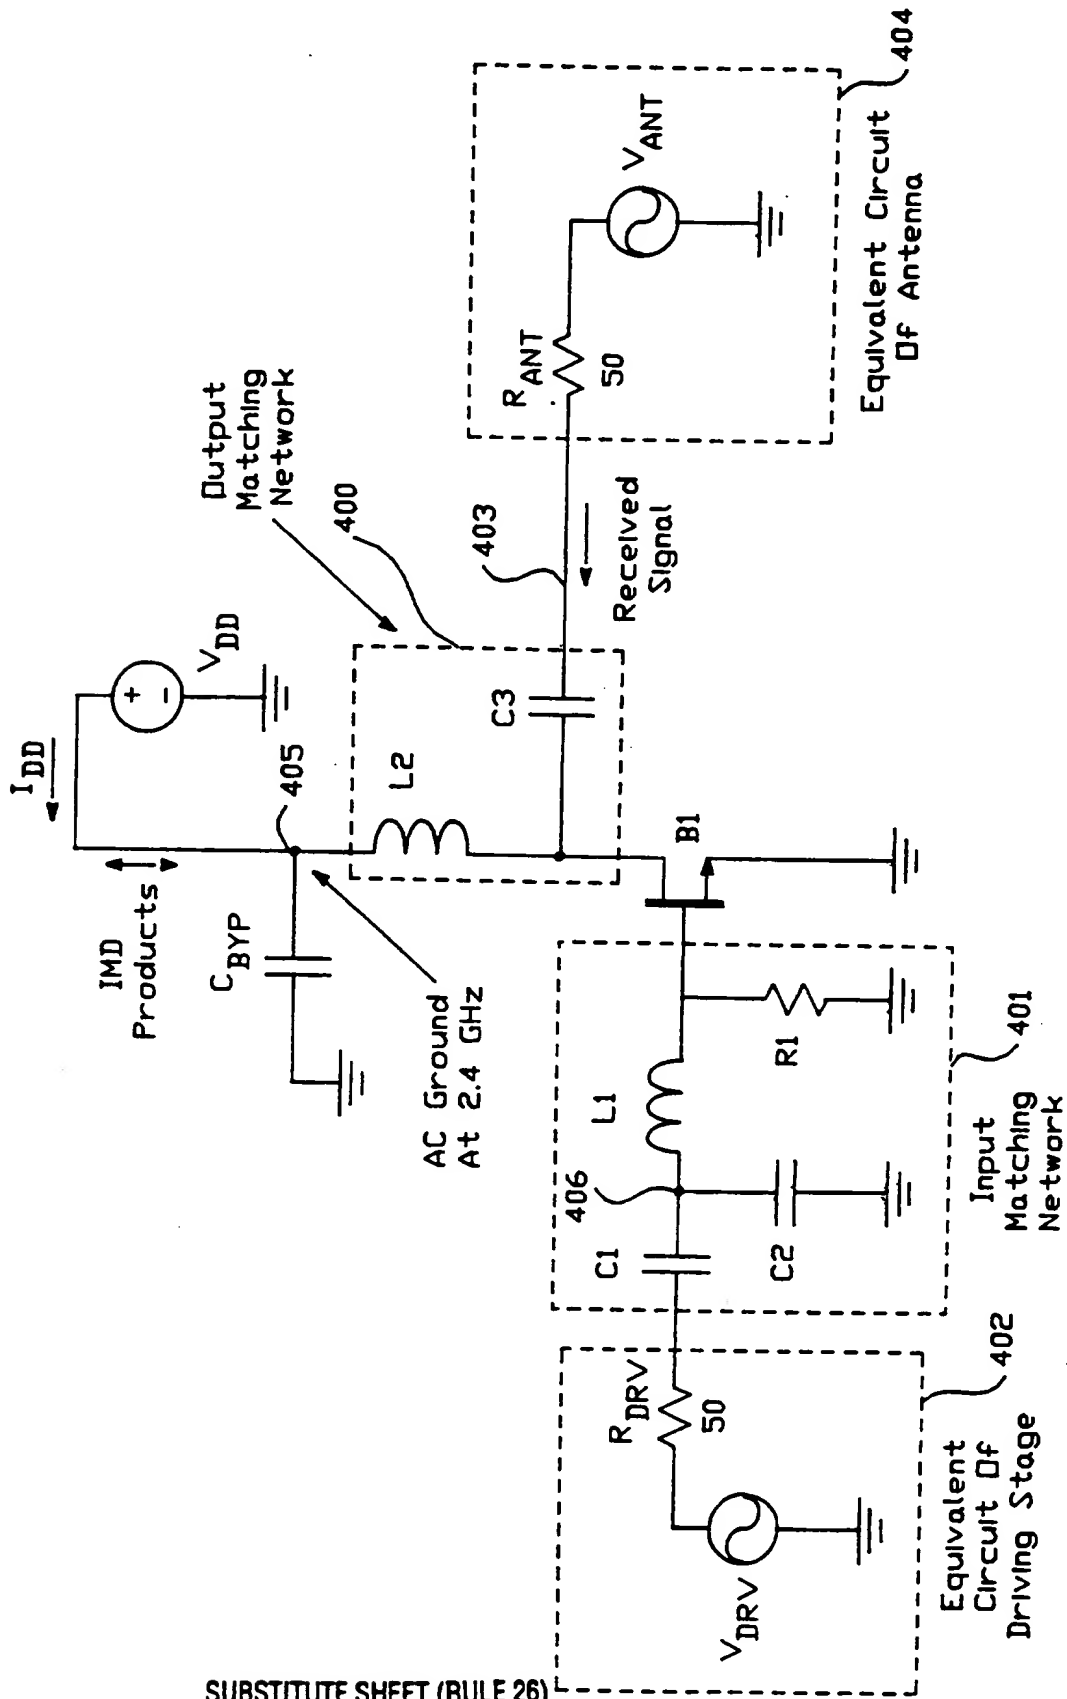 I_DD
V_DD
IMD
Products
405
C_BYP
AC Ground
At 2.4 GHz
L2
C3
400
Output
Matching
Network
403
Received
Signal
R_ANT
50
V_ANT
404
Equivalent Circuit
Of Antenna
B1
406
C1
L1
C2
R1
401
Input
Matching
Network
R_DRV
50
V_DRV
402
Equivalent
Circuit Of
Driving Stage
SUBSTITUTE SHEET (RULE 26)